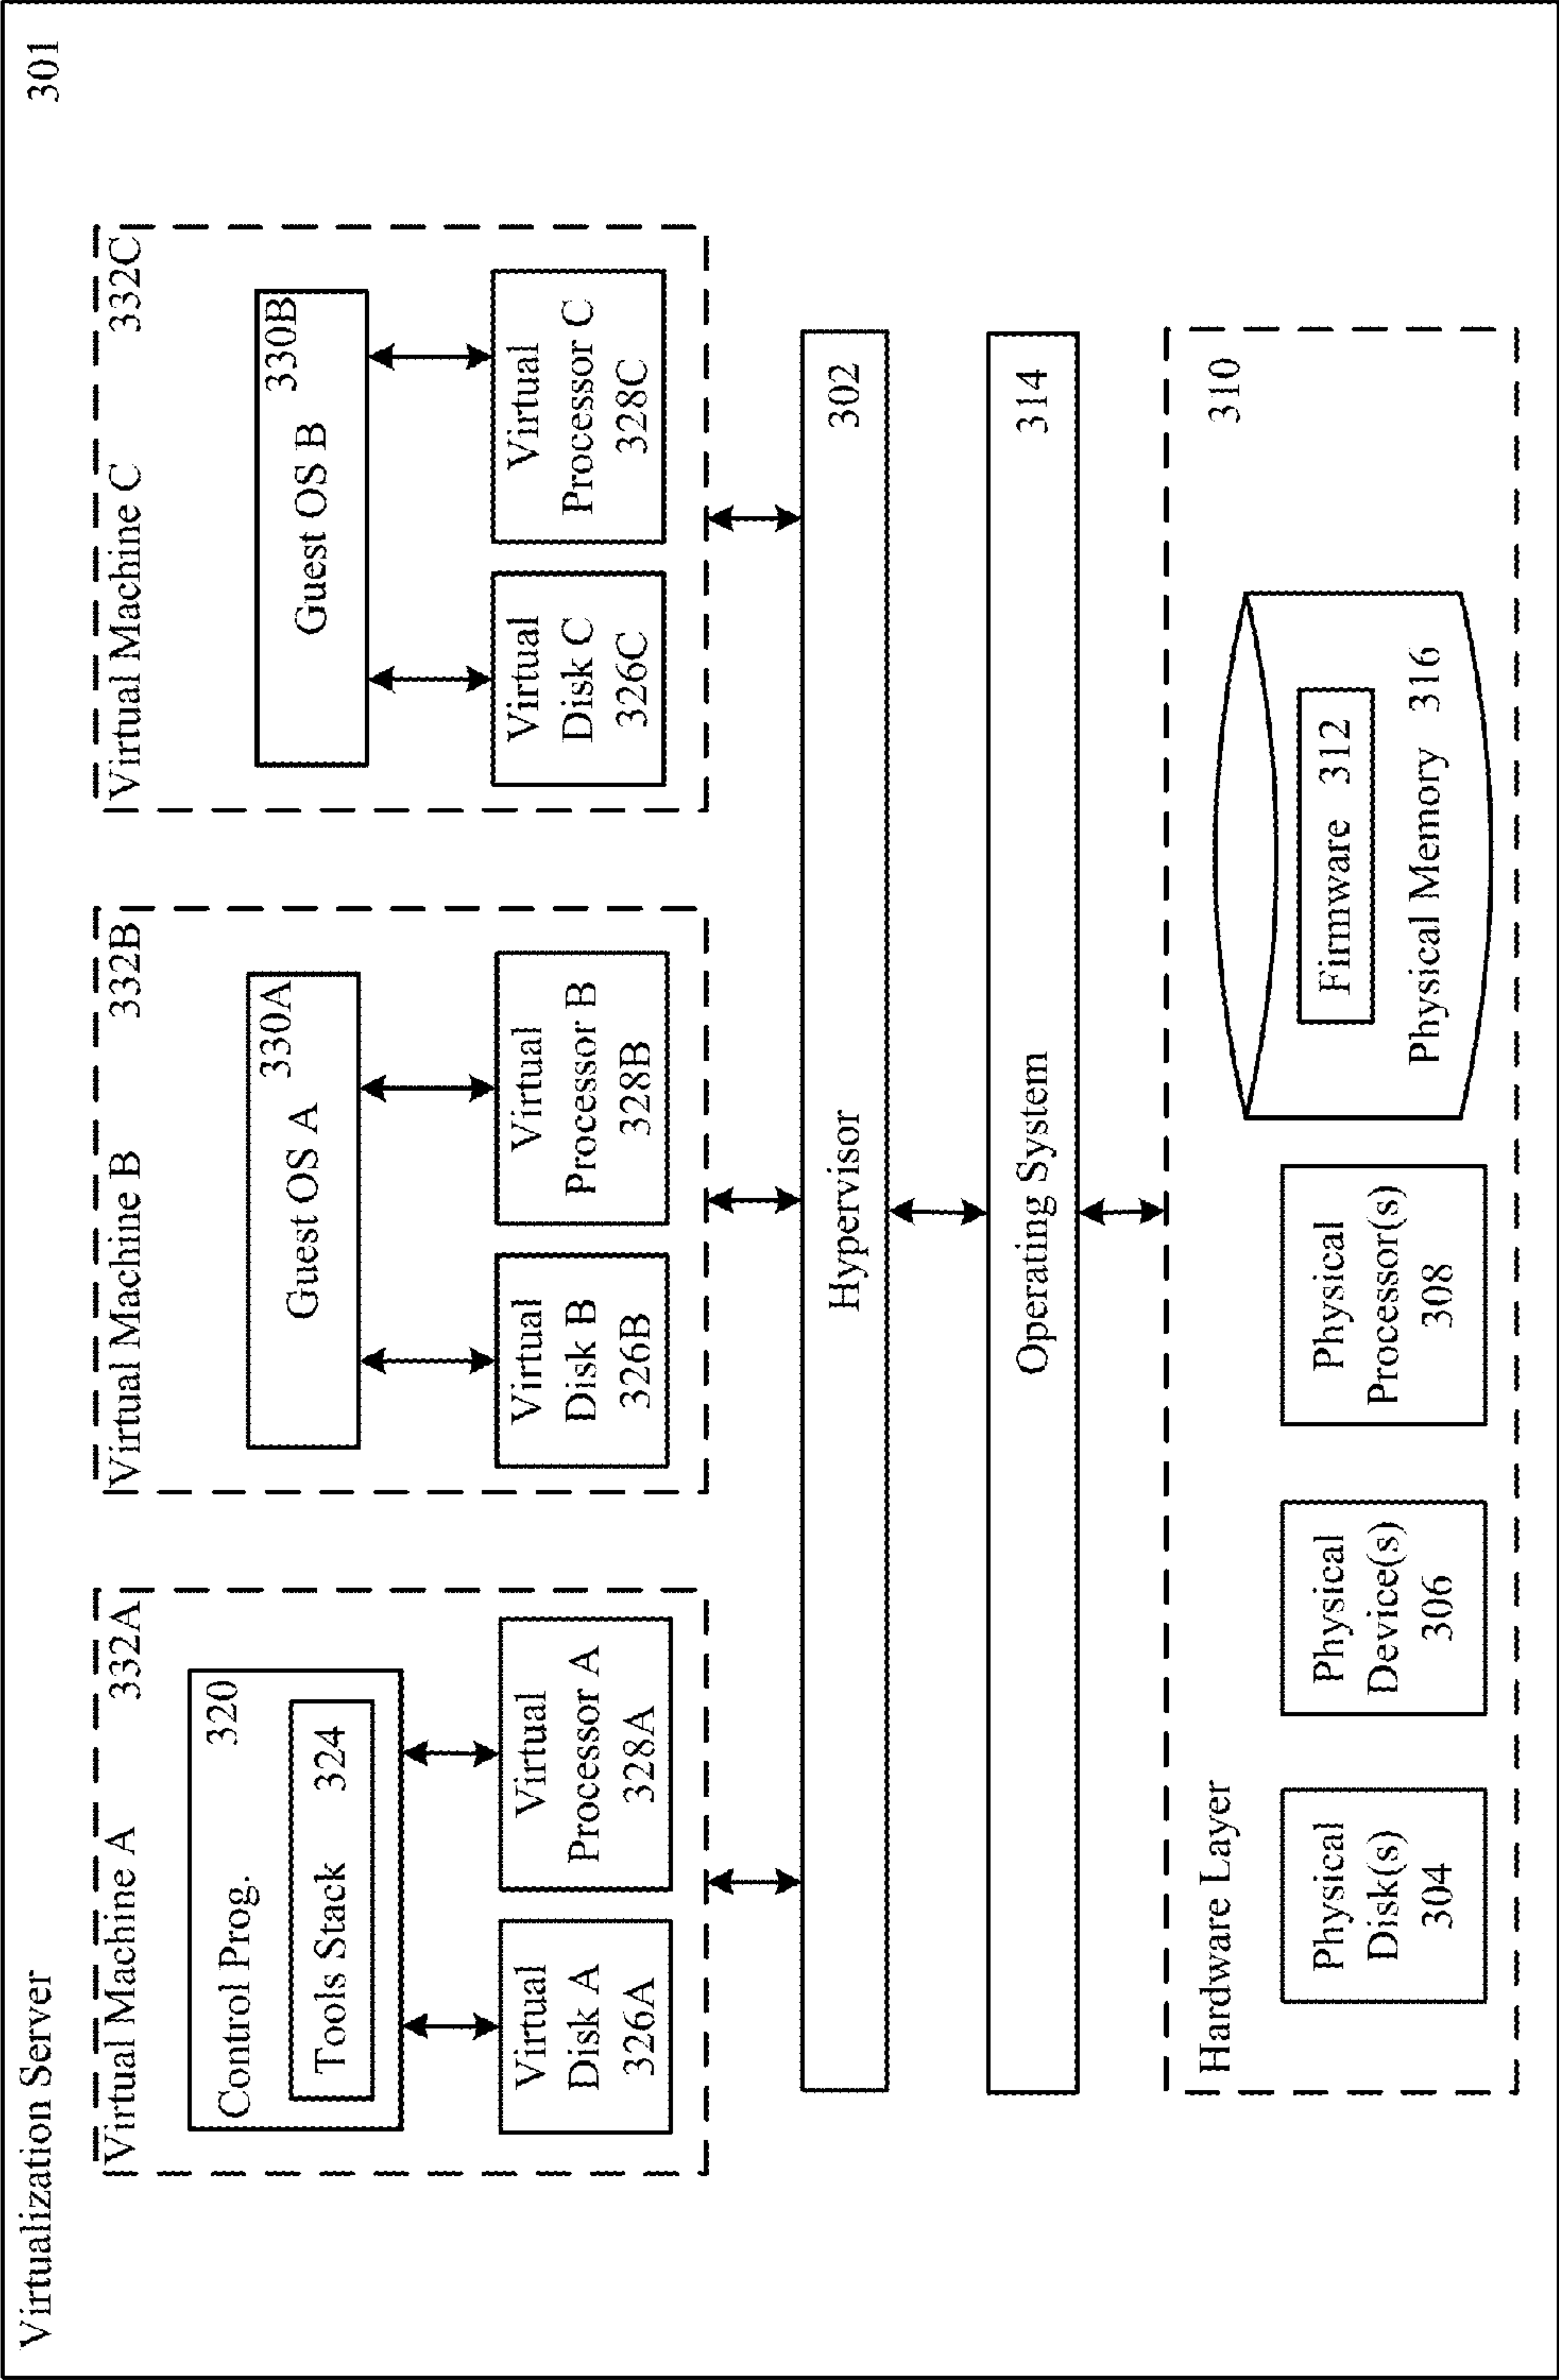 Virtualization Server
301
Virtual Machine A
332A
Control Prog.
320
Tools Stack 324
Virtual
Disk A
326A
Virtual
Processor A
328A
Virtual Machine B
332B
330A
Guest OS A
Virtual
Disk B
326B
Virtual
Processor B
328B
Virtual Machine C
332C
330B
Guest OS B
Virtual
Disk C
326C
Virtual
Processor C
328C
Hypervisor
302
Operating System
314
Hardware Layer
310
Physical
Disk(s)
304
Physical
Device(s)
306
Physical
Processor(s)
308
Firmware 312
Physical Memory 316